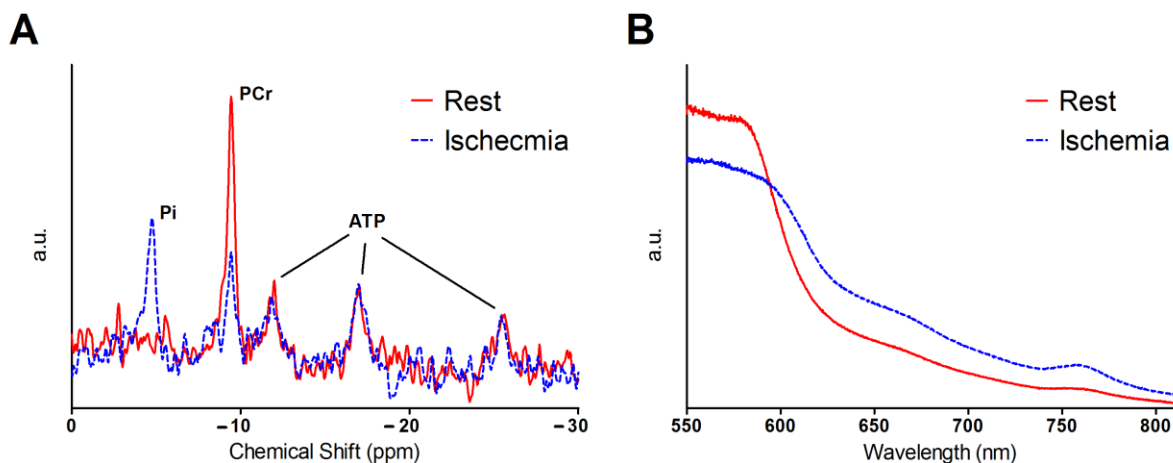 A
B
PCr
Rest
Ischecmia
Pi
ATP
a.u.
0
−10
−20
−30
Chemical Shift (ppm)
Rest
Ischemia
a.u.
550
600
650
700
750
800
Wavelength (nm)